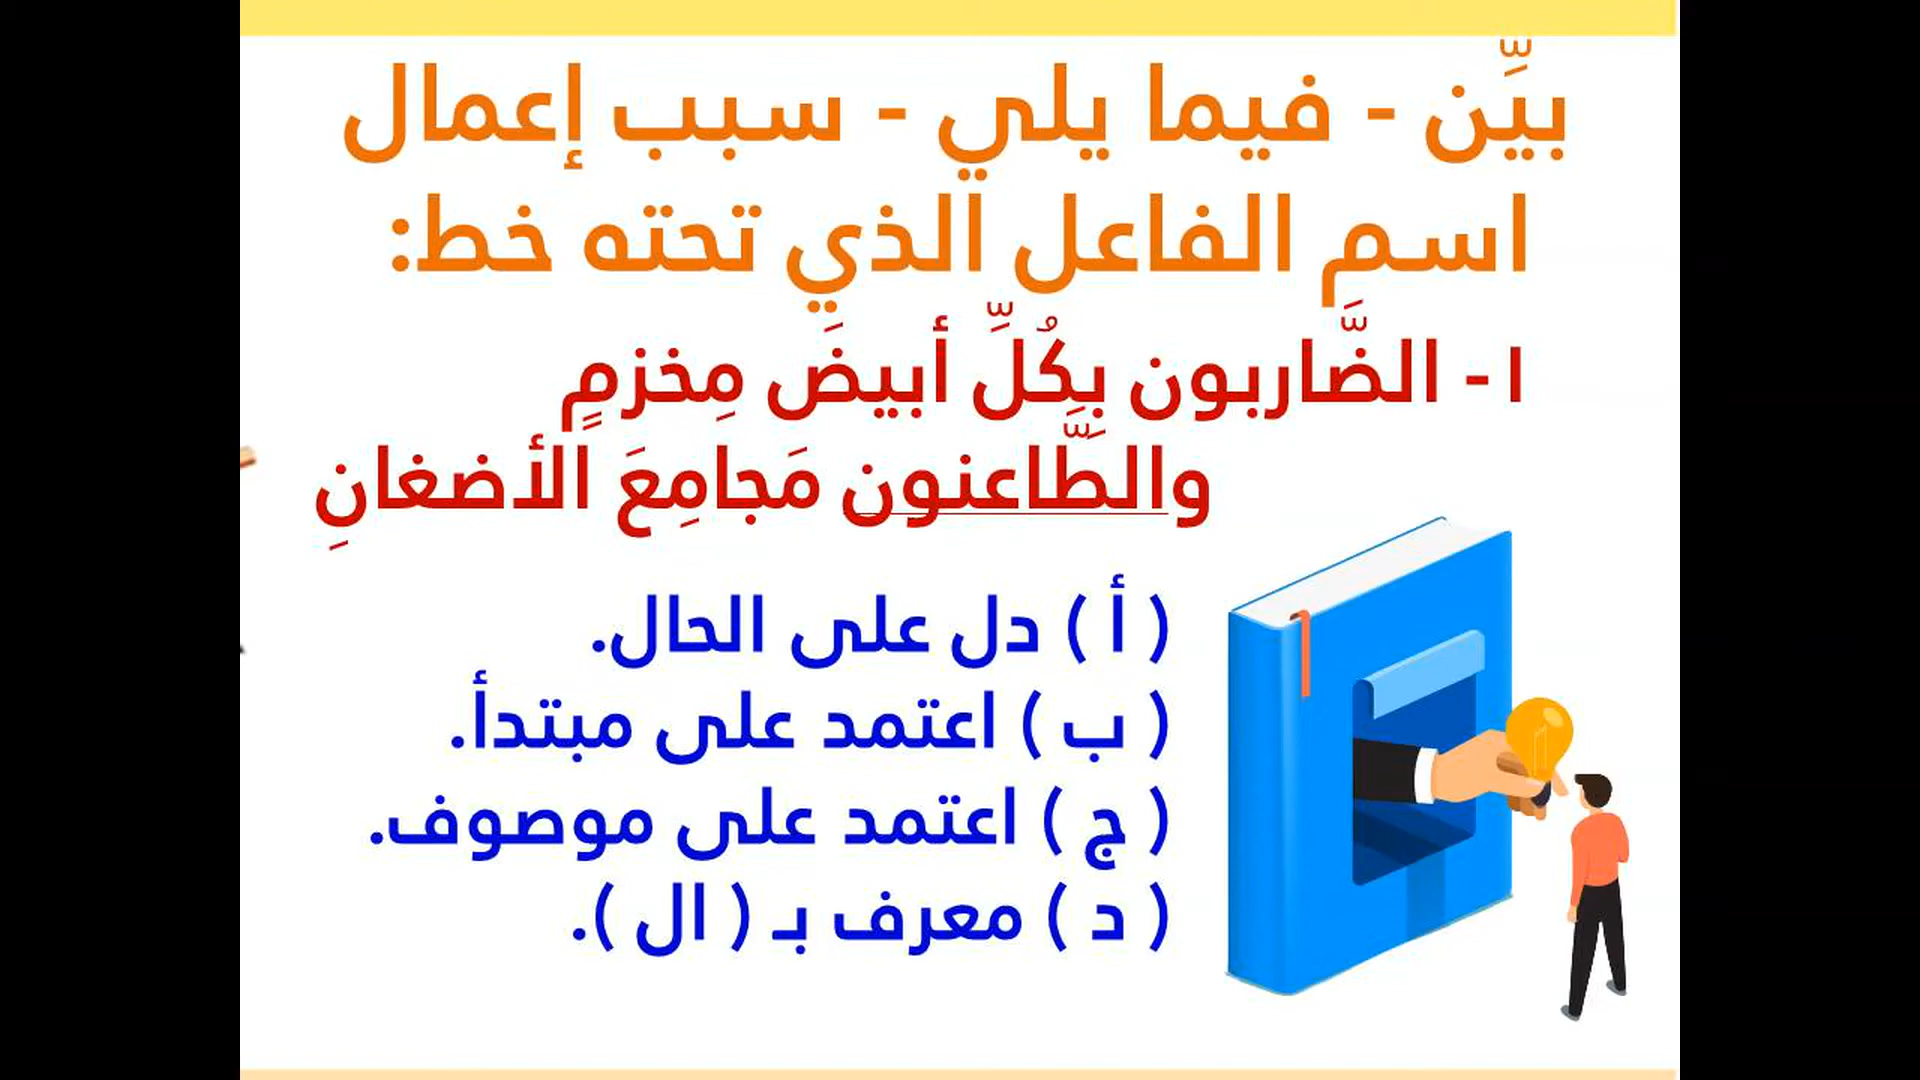 بيِّن - فيما يلي - سبب إعمال
اسم الفاعل الذي تحته خط:
١- الضَّاربون بِكُلِّ أبيضَ مِخزمٍ
والطَّاعنون مَجامِعَ الأضغانِ
( أ ) دل على الحال.
( ب ) اعتمد على مبتدأ.
( ج ) اعتمد على موصوف.
( د ) معرف بـ ( ال ).